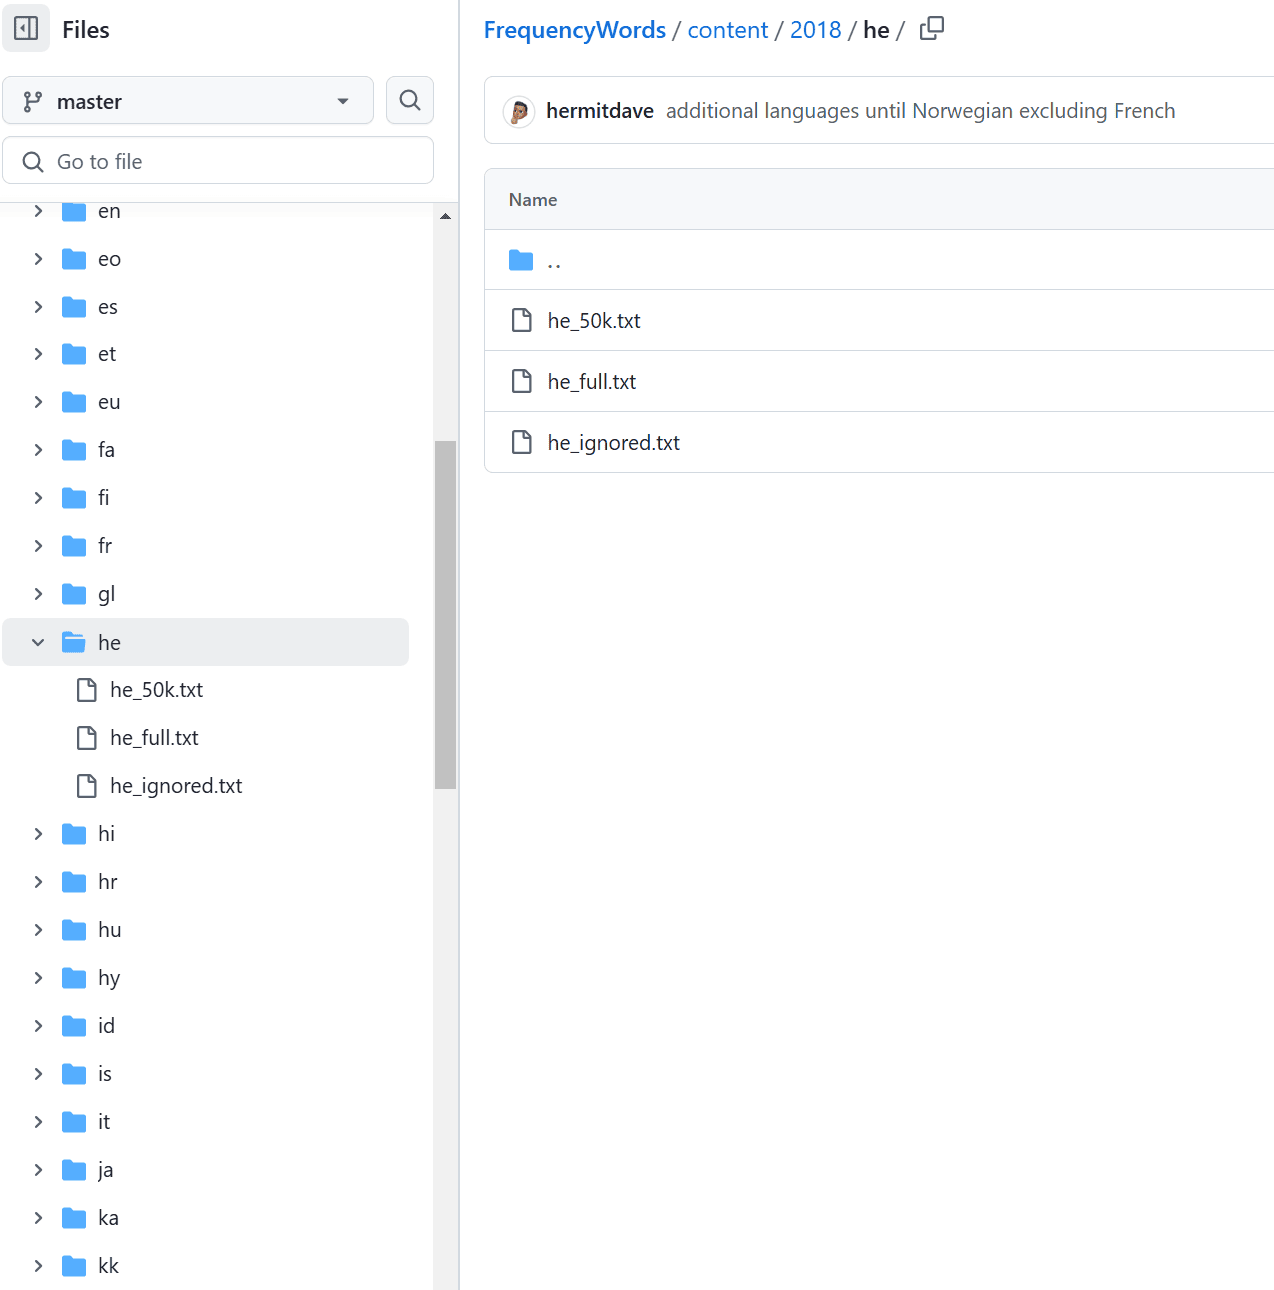 Files
master
Go to file
en
eo
es
et
eu
fa
fi
fr
gl
he
he_50k.txt
he_full.txt
he_ignored.txt
hi
hr
hu
hy
id
is
it
ja
ka
kk
FrequencyWords / content / 2018 / he /
hermitdave additional languages until Norwegian excluding French
Name
..
he_50k.txt
he_full.txt
he_ignored.txt